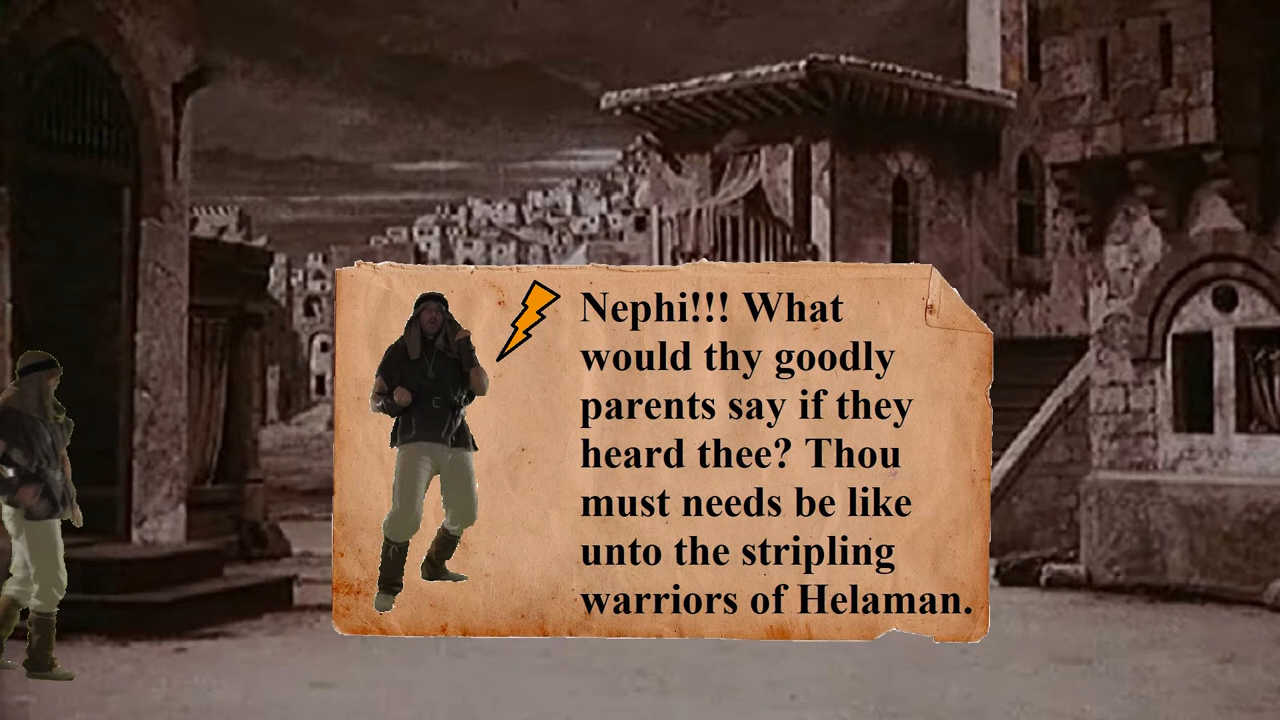 Nephi!!! What
would thy goodly
parents say if they
heard thee? Thou
must needs be like
unto the stripling
warriors of Helaman.